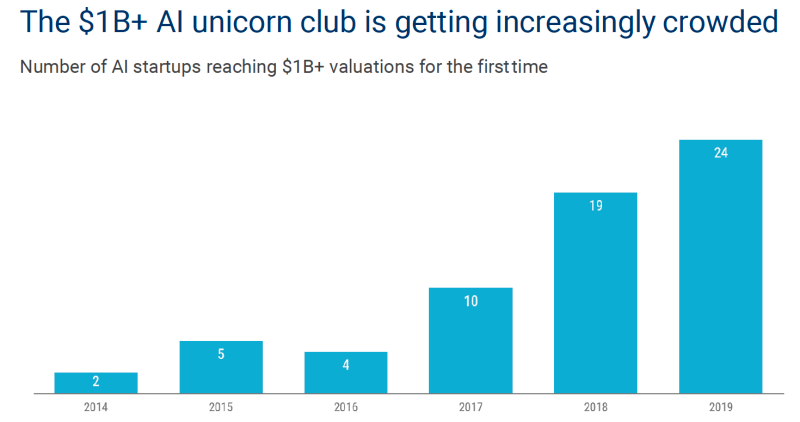 The $1B+ AI unicorn club is getting increasingly crowded
Number of AI startups reaching $1B+ valuations for the first time
24
19
10
5
4
2
2014 2015 2016 2017 2018 2019